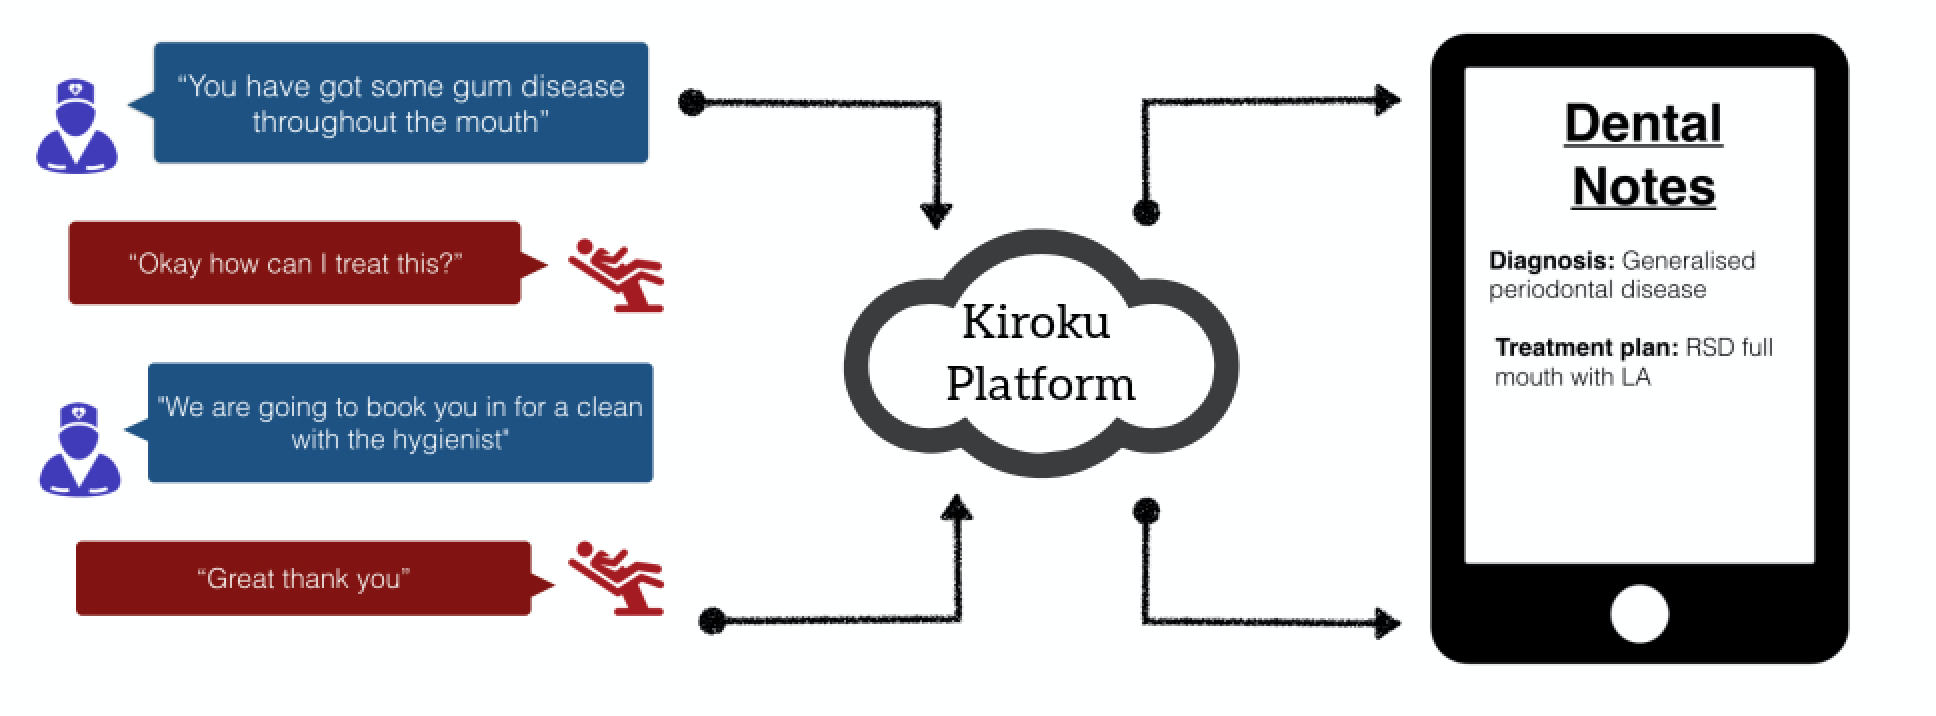 “You have got some gum disease
throughout the mouth”
“Okay how can I treat this?”
"We are going to book you in for a clean
with the hygienist"
“Great thank you”
Kiroku
Platform
Dental
Notes
Diagnosis: Generalised
periodontal disease
Treatment plan: RSD full
mouth with LA